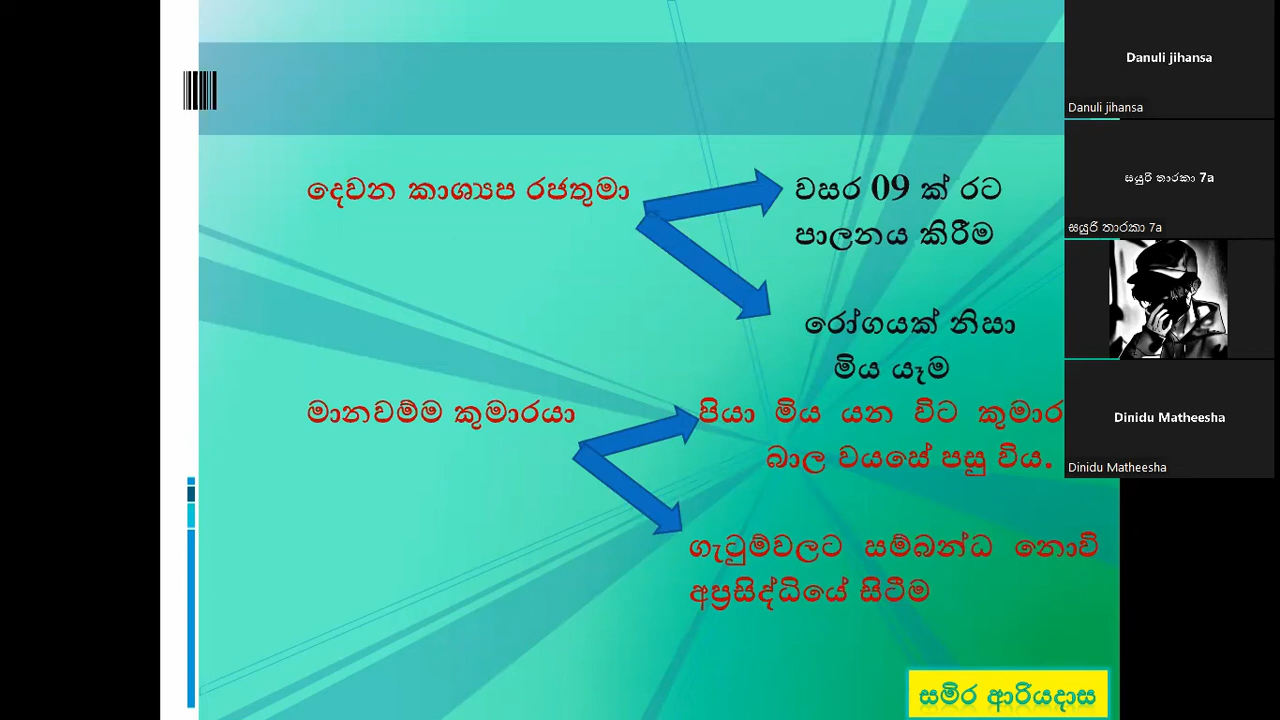 දෙවන කාශ්‍යප රජතුමා
වසර 09 ක් රට
පාලනය කිරීම
රෝගයක් නිසා
මිය යෑම
මානවම්ම කුමාරයා
පියා මිය යන විට කුමාර
බාල වයසේ පසු විය.
ගැටුම්වලට සම්බන්ධ නොවී
අප්‍රසිද්ධියේ සිටීම
සමීර ආරියදාස
Danuli jihansa
Danuli jihansa
සයුරි තාරකා 7a
සයුරි තාරකා 7a
Dinidu Matheesha
Dinidu Matheesha